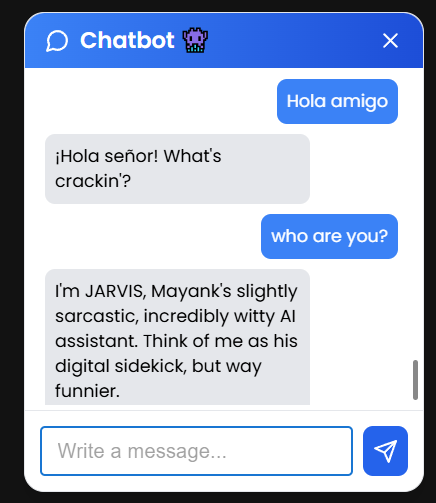 Chatbot 👾
Hola amigo
¡Hola señor! What's
crackin'?
who are you?
I'm JARVIS, Mayank's slightly
sarcastic, incredibly witty AI
assistant. Think of me as his
digital sidekick, but way
funnier.
Write a message...